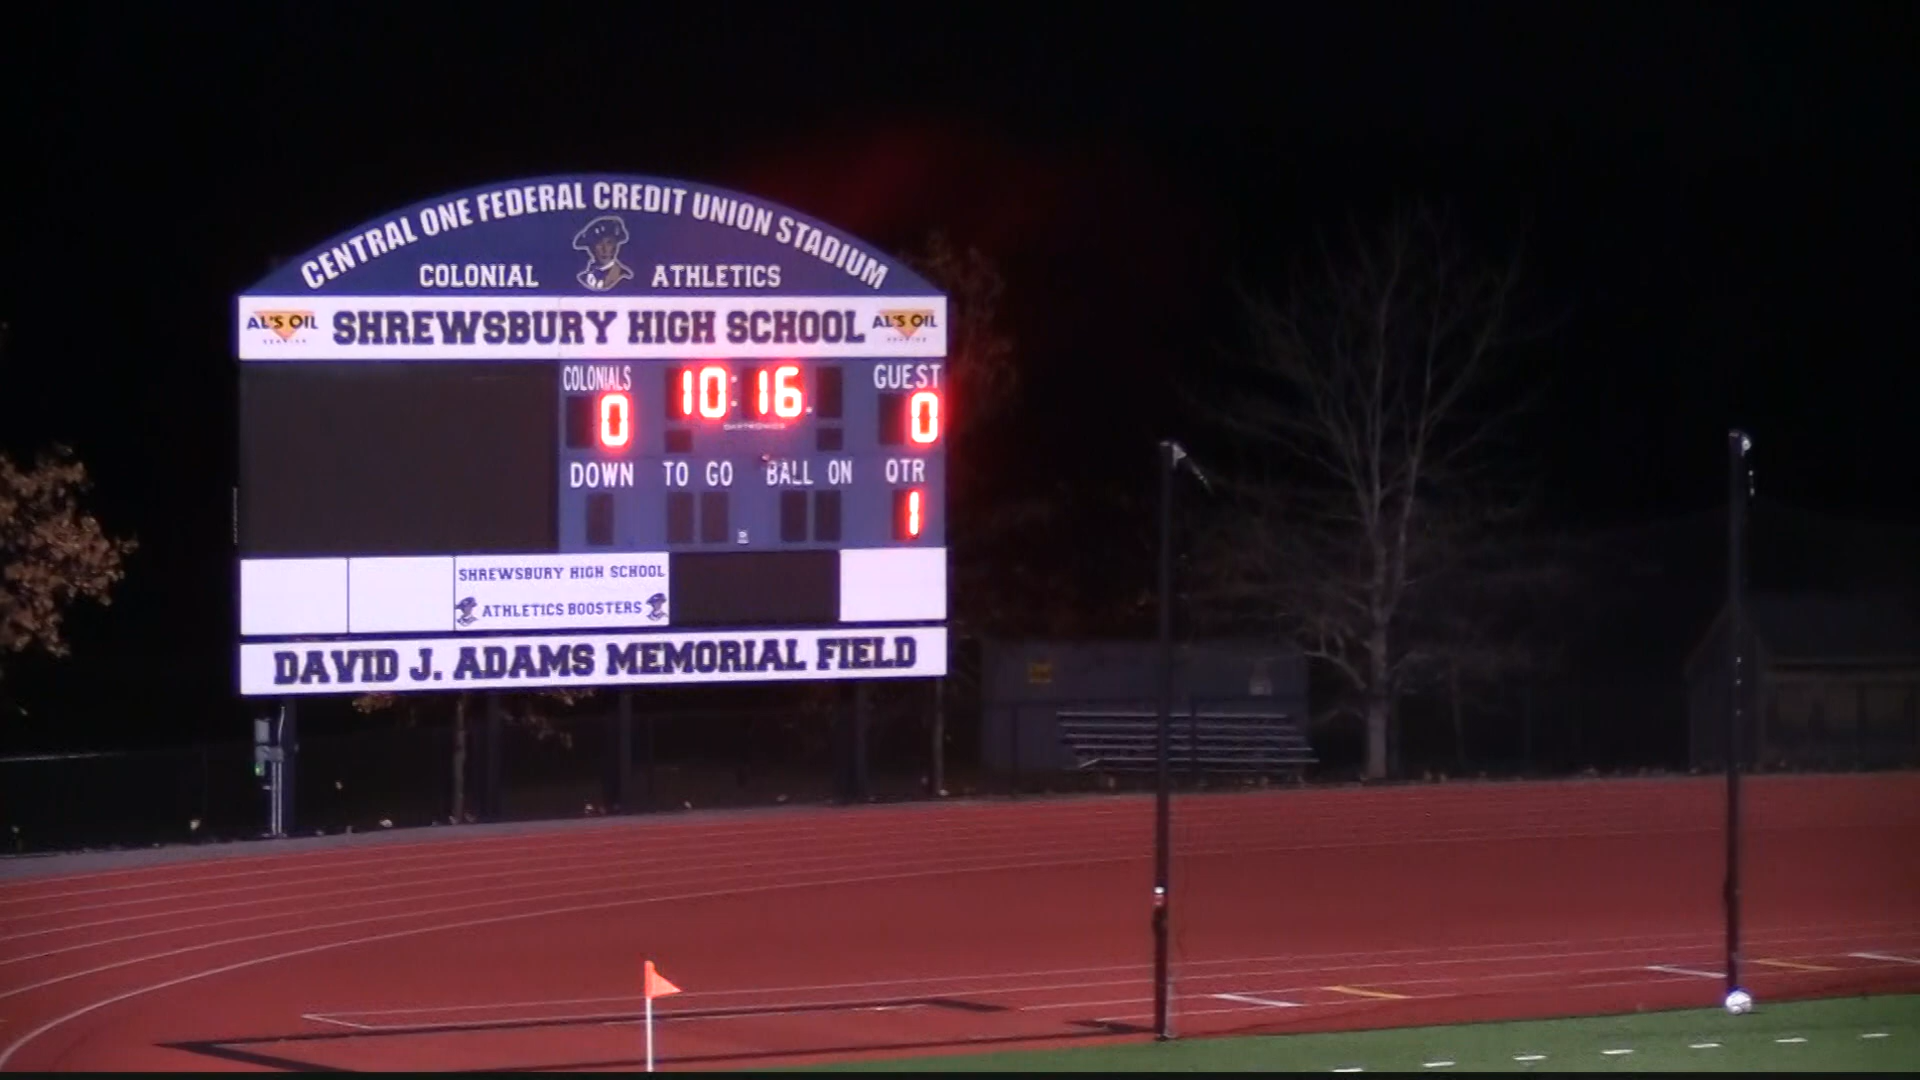 CENTRAL ONE FEDERAL CREDIT UNION STADIUM
COLONIAL ATHLETICS
AL'S OIL SHREWSBURY HIGH SCHOOL AL'S OIL
COLONIALS 10:16 GUEST
0 0
DAKTRONICS
DOWN TO GO BALL ON QTR
1
SHREWSBURY HIGH SCHOOL
ATHLETICS BOOSTERS
DAVID J. ADAMS MEMORIAL FIELD